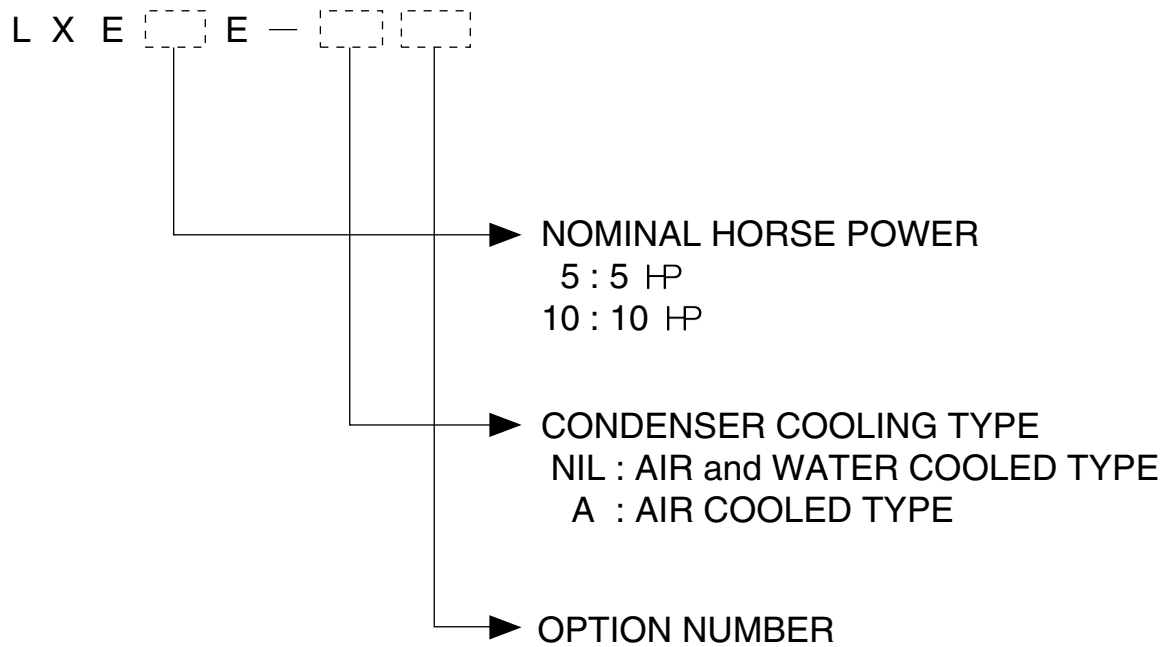 L X E E —
NOMINAL HORSE POWER
5 : 5 HP
10 : 10 HP
CONDENSER COOLING TYPE
NIL : AIR and WATER COOLED TYPE
A : AIR COOLED TYPE
OPTION NUMBER